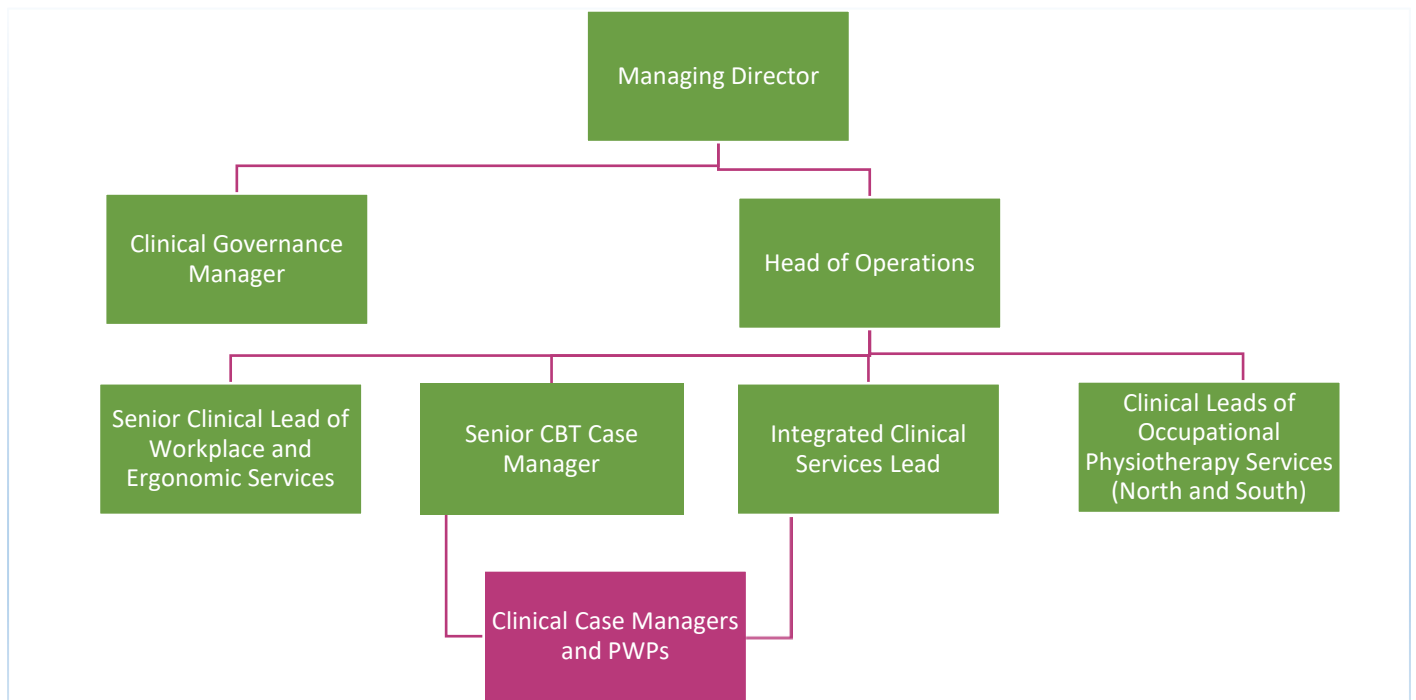 Managing Director
Clinical Governance
Manager
Head of Operations
Senior Clinical Lead of
Workplace and
Ergonomic Services
Senior CBT Case
Manager
Integrated Clinical
Services Lead
Clinical Leads of
Occupational
Physiotherapy Services
(North and South)
Clinical Case Managers
and PWPs